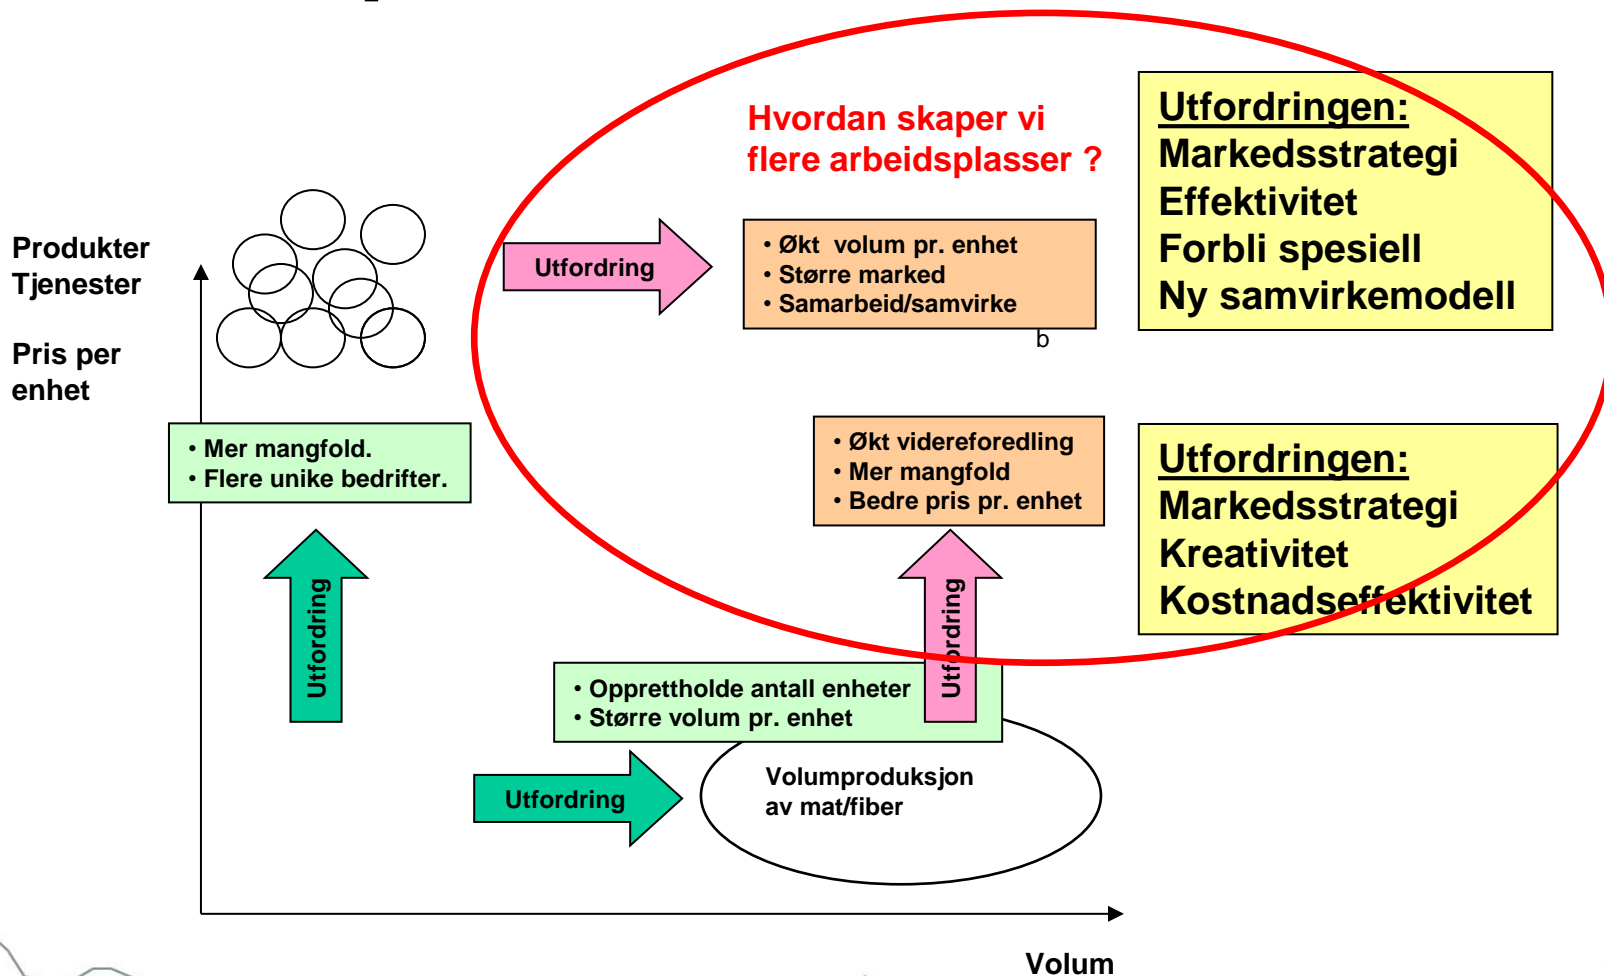 Hvordan skaper vi
flere arbeidsplasser ?
Utfordringen:
Markedsstrategi
Effektivitet
Forbli spesiell
Ny samvirkemodell
Produkter
Tjenester
Pris per
enhet
Utfordring
• Økt  volum pr. enhet
• Større marked
• Samarbeid/samvirke
b
• Mer mangfold.
• Flere unike bedrifter.
• Økt videreforedling
• Mer mangfold
• Bedre pris pr. enhet
Utfordringen:
Markedsstrategi
Kreativitet
Kostnadseffektivitet
Utfordring
Utfordring
• Opprettholde antall enheter
• Større volum pr. enhet
Utfordring
Volumproduksjon
av mat/fiber
Volum